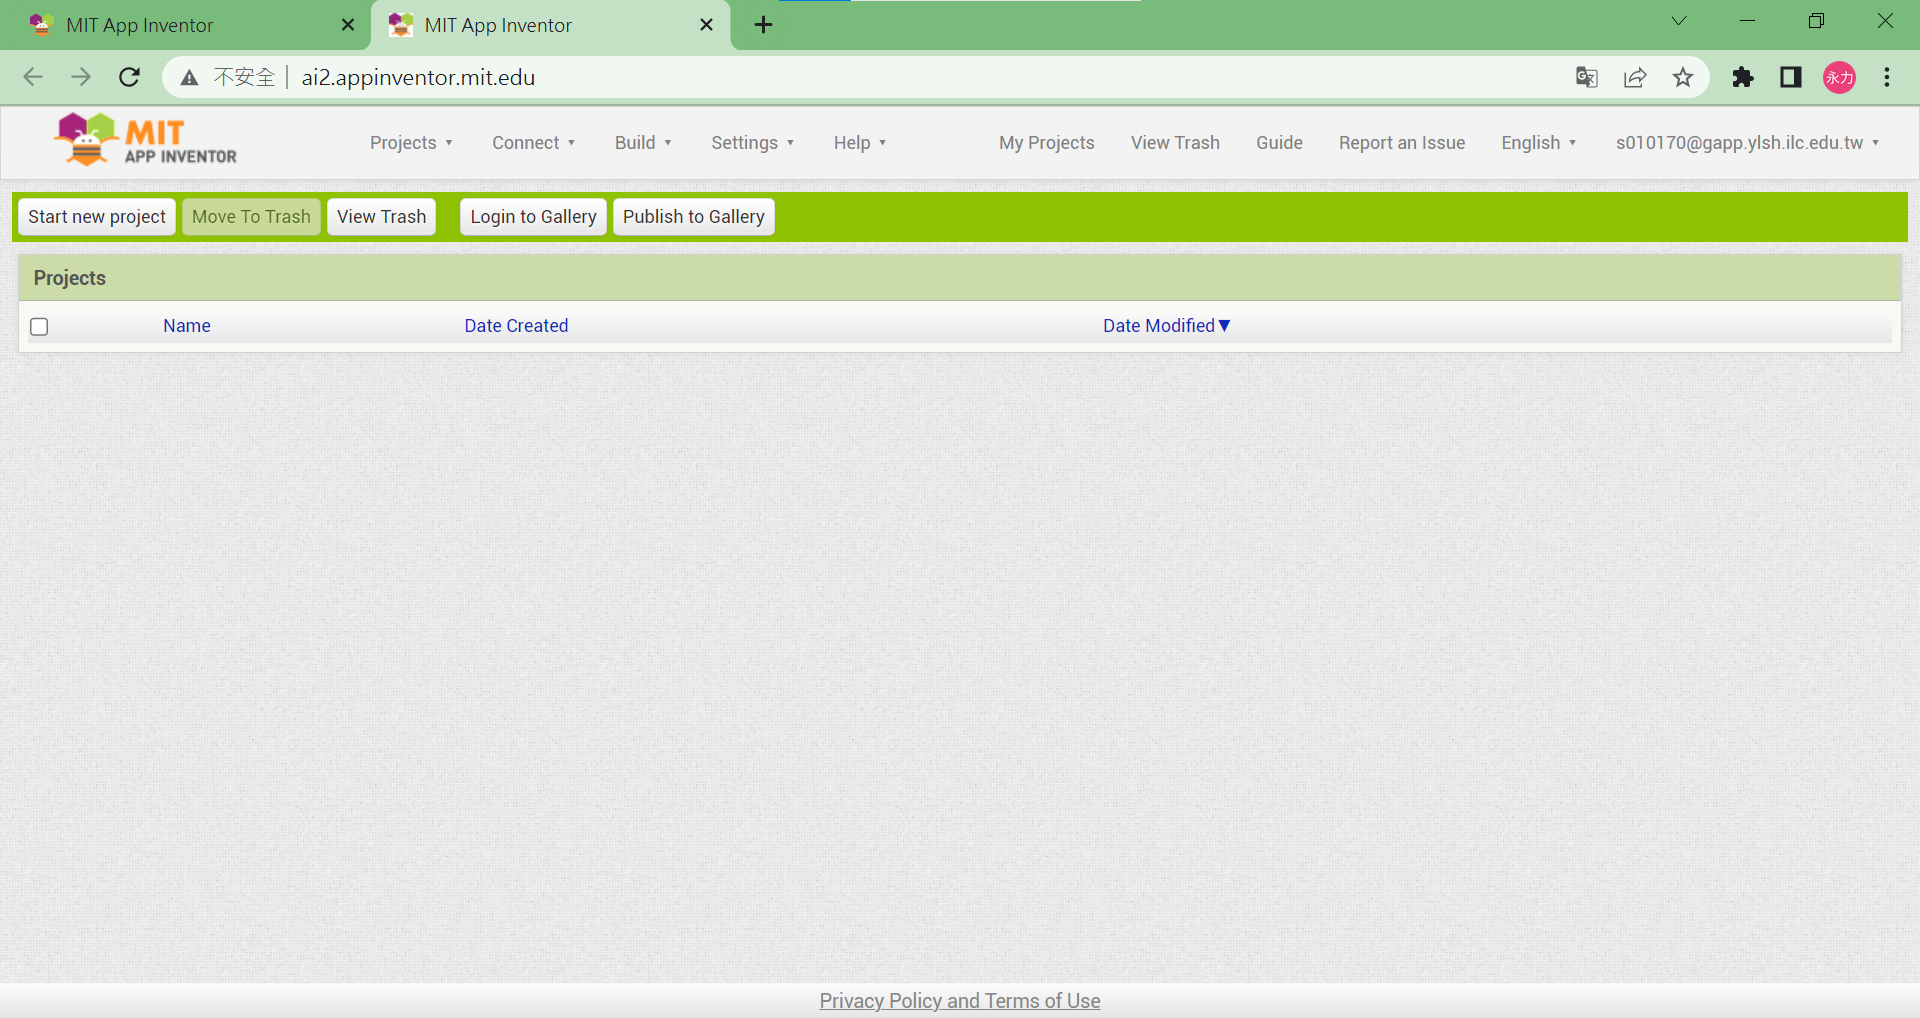 MIT App Inventor
MIT App Inventor
不安全 ai2.appinventor.mit.edu
永力
MIT
APP INVENTOR
Projects Connect Build Settings Help My Projects View Trash Guide Report an Issue English s010170@gapp.ylsh.ilc.edu.tw
Start new project Move To Trash View Trash Login to Gallery Publish to Gallery
Projects
Name Date Created Date Modified▼
Privacy Policy and Terms of Use